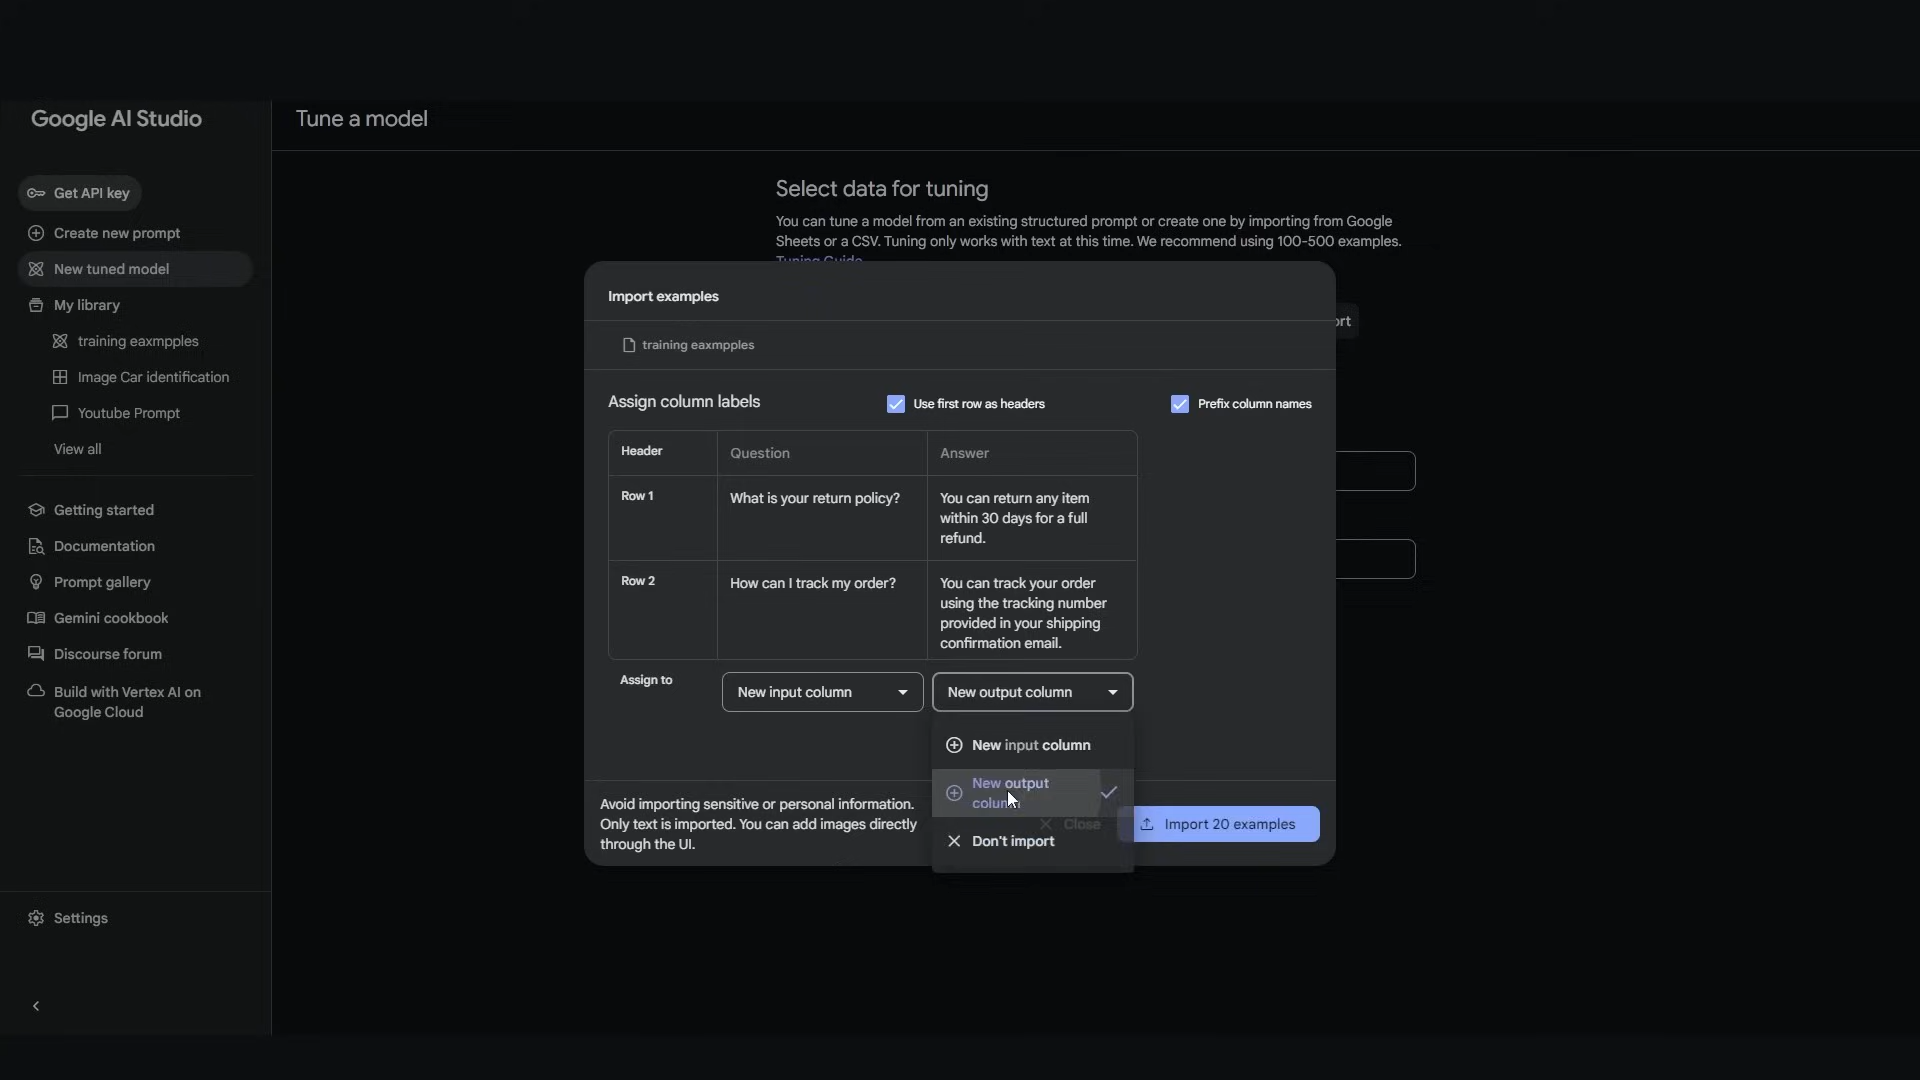 Google AI Studio
Tune a model
Get API key
Create new prompt
New tuned model
My library
training eaxmpples
Image Car identification
Youtube Prompt
View all
Getting started
Documentation
Prompt gallery
Gemini cookbook
Discourse forum
Build with Vertex AI on
Google Cloud
Settings
Select data for tuning
You can tune a model from an existing structured prompt or create one by importing from Google
Sheets or a CSV. Tuning only works with text at this time. We recommend using 100-500 examples.
Tuning Guide
ort
Import examples
training eaxmpples
Assign column labels
Use first row as headers
Prefix column names
Header Question Answer
Row 1 What is your return policy? You can return any item
within 30 days for a full
refund.
Row 2 How can I track my order? You can track your order
using the tracking number
provided in your shipping
confirmation email.
Assign to New input column New output column
New input column
New output
column
Don't import
Avoid importing sensitive or personal information.
Only text is imported. You can add images directly
through the UI.
Close
Import 20 examples